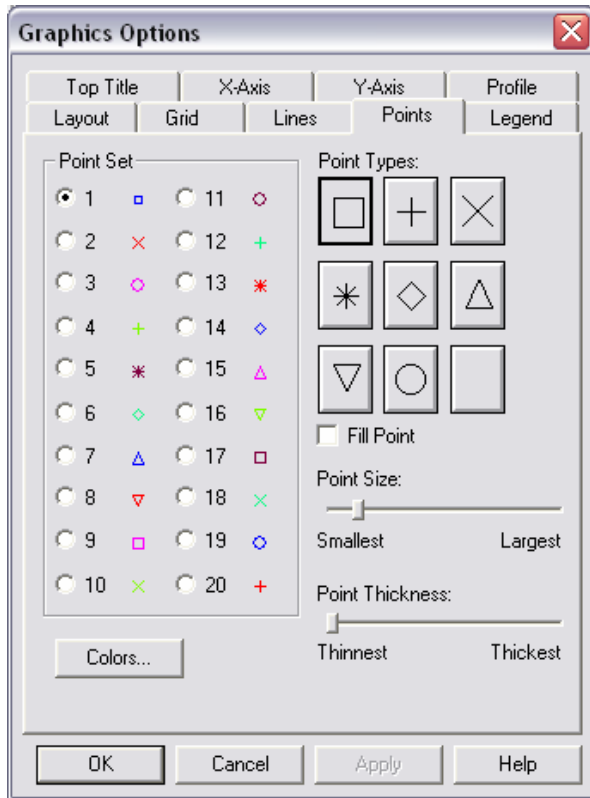 Graphics Options
Top Title X-Axis Y-Axis Profile
Layout Grid Lines Points Legend
Point Set Point Types:
1 11
2 12
3 13
4 14
5 15
6 16
7 17
8 18
9 19
10 20
Fill Point
Point Size:
Smallest Largest
Point Thickness:
Thinnest Thickest
Colors...
OK Cancel Apply Help